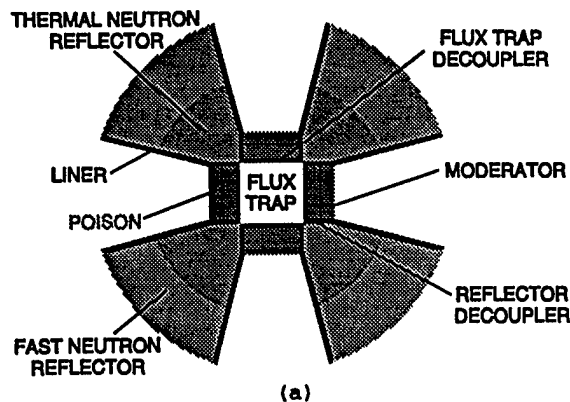 THERMAL NEUTRON
REFLECTOR
FLUX TRAP
DECOUPLER
LINER
MODERATOR
FLUX
TRAP
POISON
REFLECTOR
DECOUPLER
FAST NEUTRON
REFLECTOR
(a)